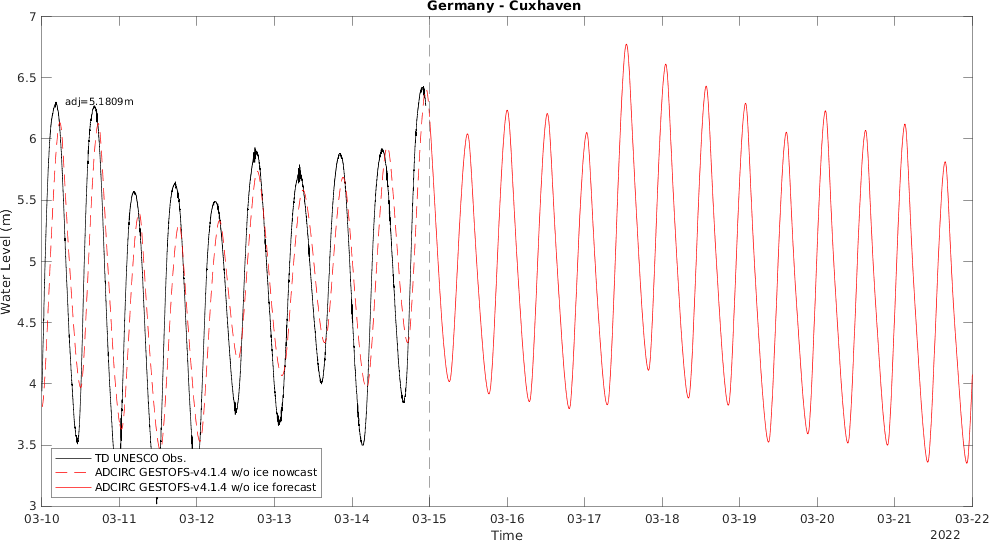 Germany - Cuxhaven
7
6.5
6
5.5
5
4.5
4
3.5
3
Water Level (m)
adj=5.1809m
TD UNESCO Obs.
ADCIRC GESTOFS-v4.1.4 w/o ice nowcast
ADCIRC GESTOFS-v4.1.4 w/o ice forecast
03-10 03-11 03-12 03-13 03-14 03-15 03-16 03-17 03-18 03-19 03-20 03-21 03-22
Time
2022